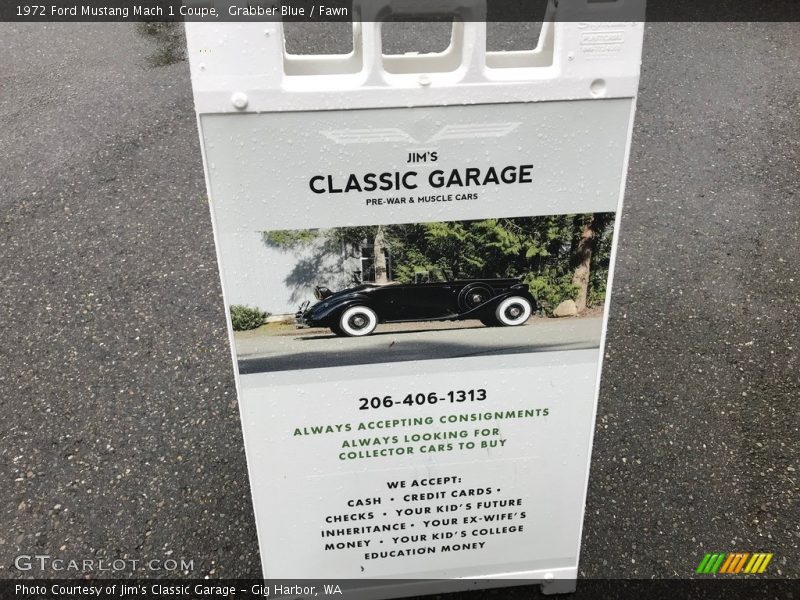 1972 Ford Mustang Mach 1 Coupe,  Grabber Blue / Fawn
JIM'S
CLASSIC GARAGE
PRE-WAR & MUSCLE CARS
206-406-1313
ALWAYS ACCEPTING CONSIGNMENTS
ALWAYS LOOKING FOR
COLLECTOR CARS TO BUY
WE ACCEPT:
CASH • CREDIT CARDS •
CHECKS • YOUR KID'S FUTURE
INHERITANCE • YOUR EX-WIFE'S
MONEY • YOUR KID'S COLLEGE
EDUCATION MONEY
GTCARLOT.COM
Photo Courtesy of Jim's Classic Garage - Gig Harbor, WA